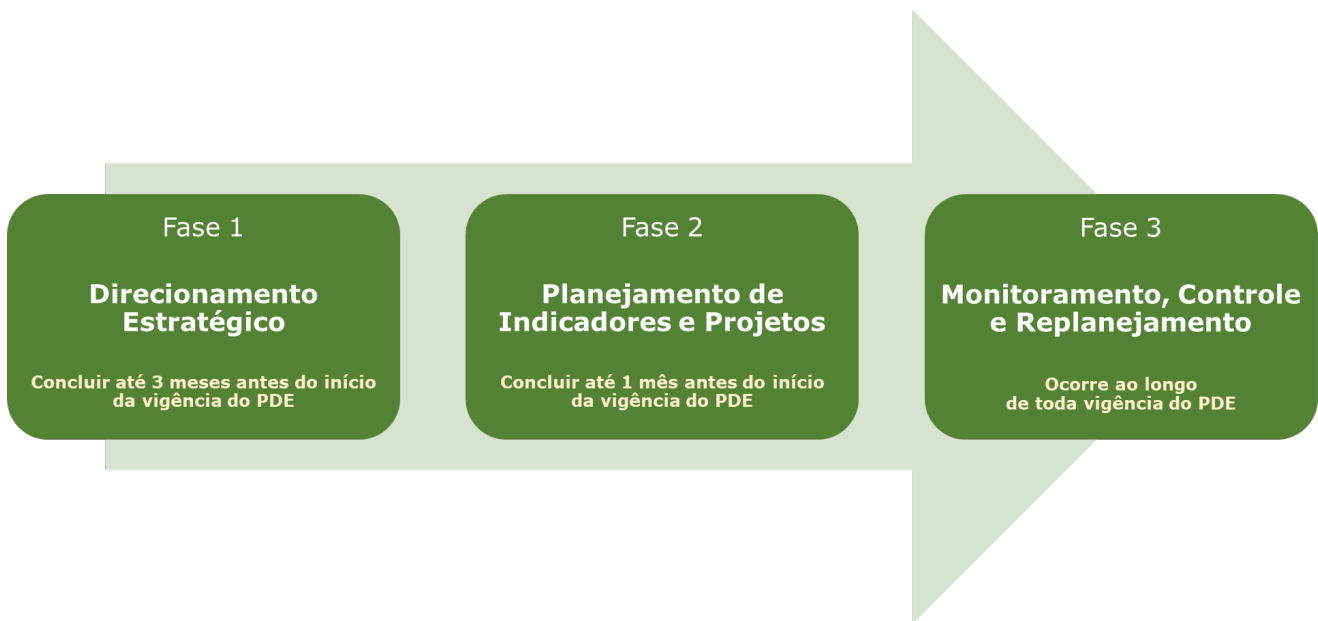 Fase 1
Direcionamento
Estratégico
Concluir até 3 meses antes do início
da vigência do PDE
Fase 2
Planejamento de
Indicadores e Projetos
Concluir até 1 mês antes do início
da vigência do PDE
Fase 3
Monitoramento, Controle
e Replanejamento
Ocorre ao longo
de toda vigência do PDE